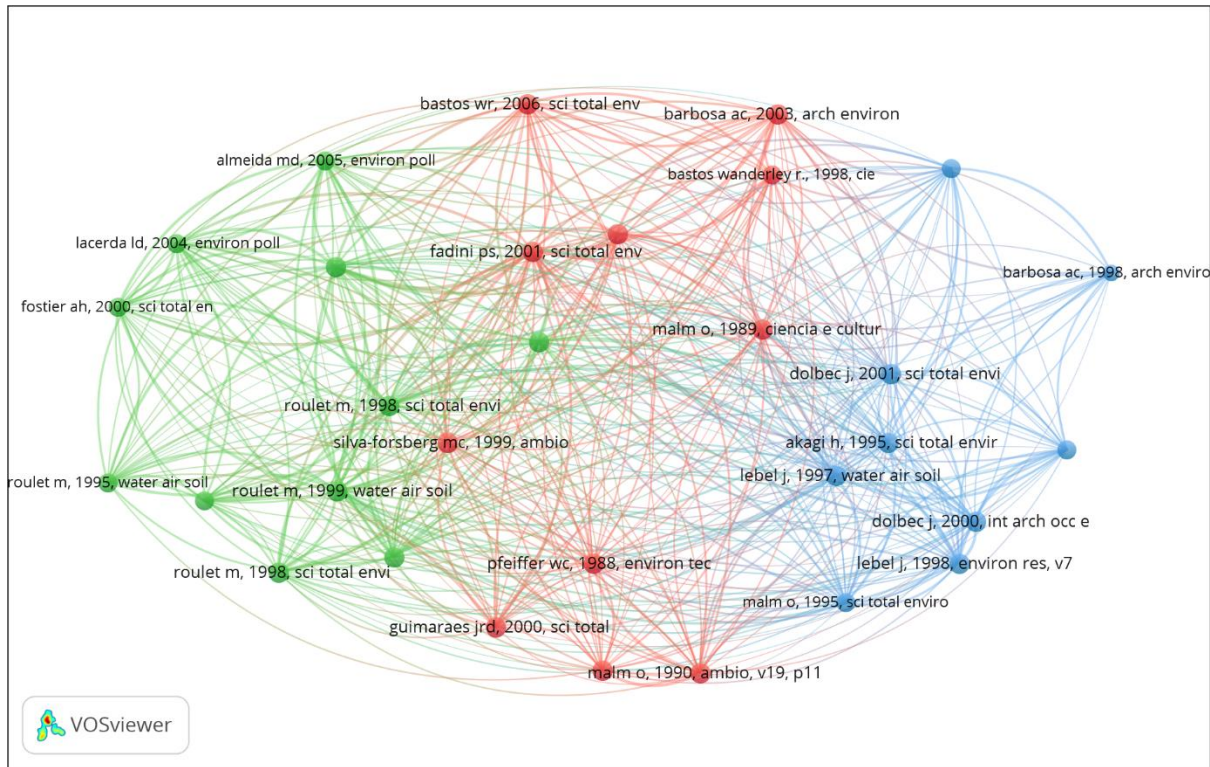 bastos wr, 2006, sci total env
barbosa ac, 2003, arch environ
almeida md, 2005, environ poll
bastos wanderley r., 1998, cie
lacerda ld, 2004, environ poll
fadini ps, 2001, sci total env
barbosa ac, 1998, arch enviro
fostier ah, 2000, sci total en
malm o, 1989, ciencia e cultur
dolbec j, 2001, sci total envi
roulet m, 1998, sci total envi
silva-forsberg mc, 1999, ambio
akagi h, 1995, sci total envir
lebel j, 1997, water air soil
roulet m, 1995, water air soil
roulet m, 1999, water air soil
dolbec j, 2000, int arch occ e
pfeiffer wc, 1988, environ tec
lebel j, 1998, environ res, v7
roulet m, 1998, sci total envi
malm o, 1995, sci total enviro
guimaraes jrd, 2000, sci total
malm o, 1990, ambio, v19, p11
VOSviewer